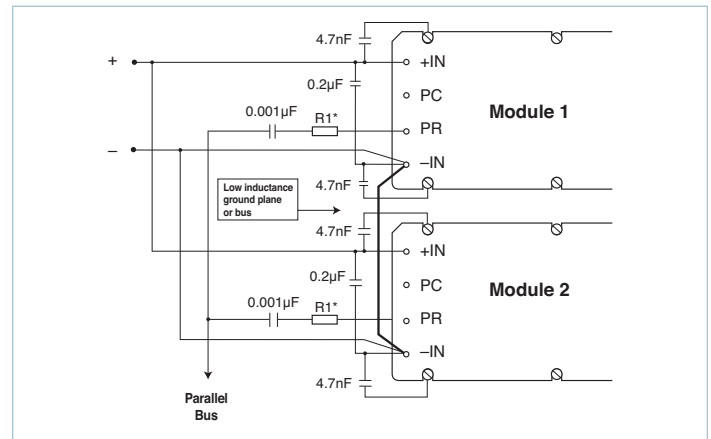 4.7nF
+
+IN
0.2µF
PC
Module 1
0.001µF
R1*
PR
–
–IN
4.7nF
Low inductance
ground plane
or bus
4.7nF
+IN
0.2µF
PC
Module 2
0.001µF
R1*
PR
–IN
4.7nF
Parallel
Bus